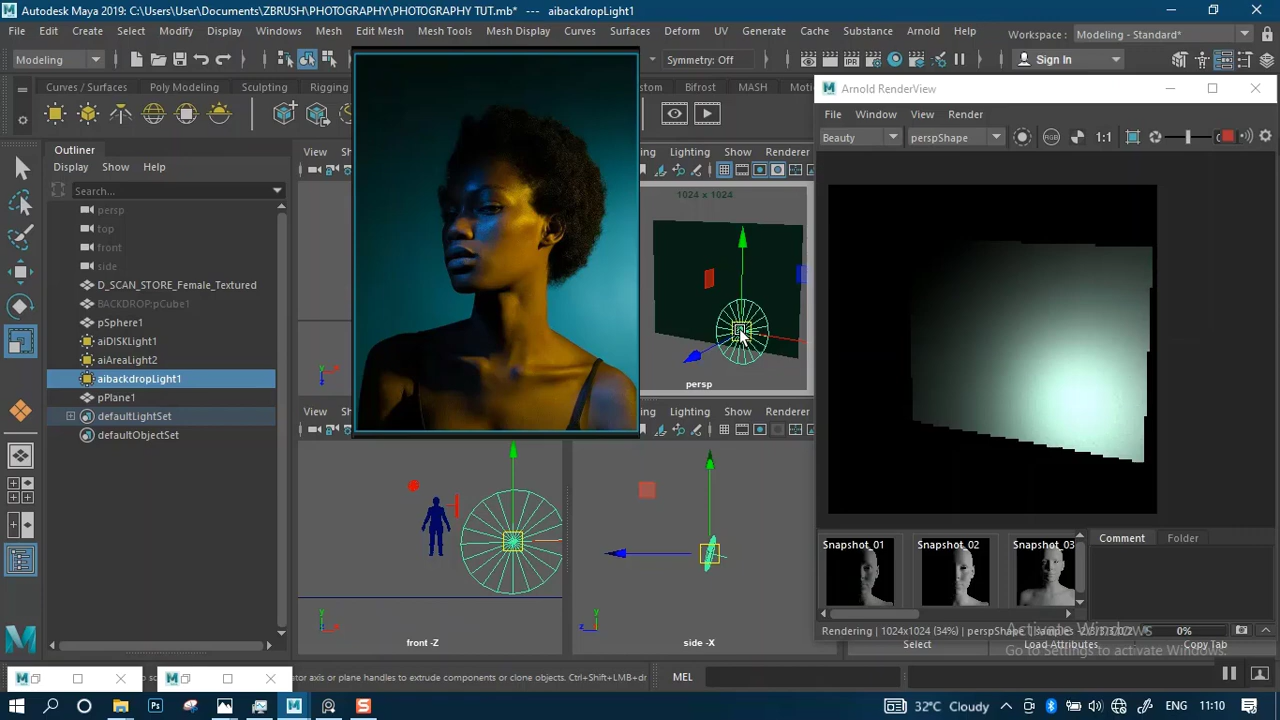 Autodesk Maya 2019: C:\Users\User\Documents\ZBRUSH\PHOTOGRAPHY\PHOTOGRAPHY TUT.mb*   ---   aibackdropLight1
File Edit Create Select Modify Display Windows Mesh Edit Mesh Mesh Tools Mesh Display Curves Surfaces Deform UV Generate Cache Substance Arnold Help
Workspace : Modeling - Standard*
Modeling
Symmetry: Off
Sign In
Curves / Surfaces Poly Modeling Sculpting Rigging
Bifrost MASH
Arnold RenderView
File Window View Render
Beauty
perspShape
1:1
Outliner
Display Show Help
Search...
persp
top
front
side
D_SCAN_STORE_Female_Textured
BACKDROP:pCube1
pSphere1
aiDISKLight1
aiAreaLight2
aibackdropLight1
pPlane1
defaultLightSet
defaultObjectSet
Lighting Show Renderer
1024 x 1024
persp
Lighting Show Renderer
front -Z
side -X
Snapshot_01
Snapshot_02
Snapshot_03
Comment
Folder
Rendering | 1024x1024 (34%) | perspShape
0%
Select
Load Attributes
Copy Tab
Activate Windows
Go to Settings to activate Windows.
MEL
32°C Cloudy
ENG
11:10